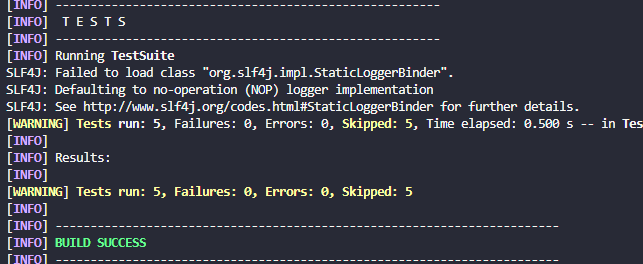 [INFO] -------------------------------------------------------
[INFO]  T E S T S
[INFO] -------------------------------------------------------
[INFO] Running TestSuite
SLF4J: Failed to load class "org.slf4j.impl.StaticLoggerBinder".
SLF4J: Defaulting to no-operation (NOP) logger implementation
SLF4J: See http://www.slf4j.org/codes.html#StaticLoggerBinder for further details.
[WARNING] Tests run: 5, Failures: 0, Errors: 0, Skipped: 5, Time elapsed: 0.500 s -- in Tes
[INFO]
[INFO] Results:
[INFO]
[WARNING] Tests run: 5, Failures: 0, Errors: 0, Skipped: 5
[INFO]
[INFO] ------------------------------------------------------------------------
[INFO] BUILD SUCCESS
[INFO] ------------------------------------------------------------------------